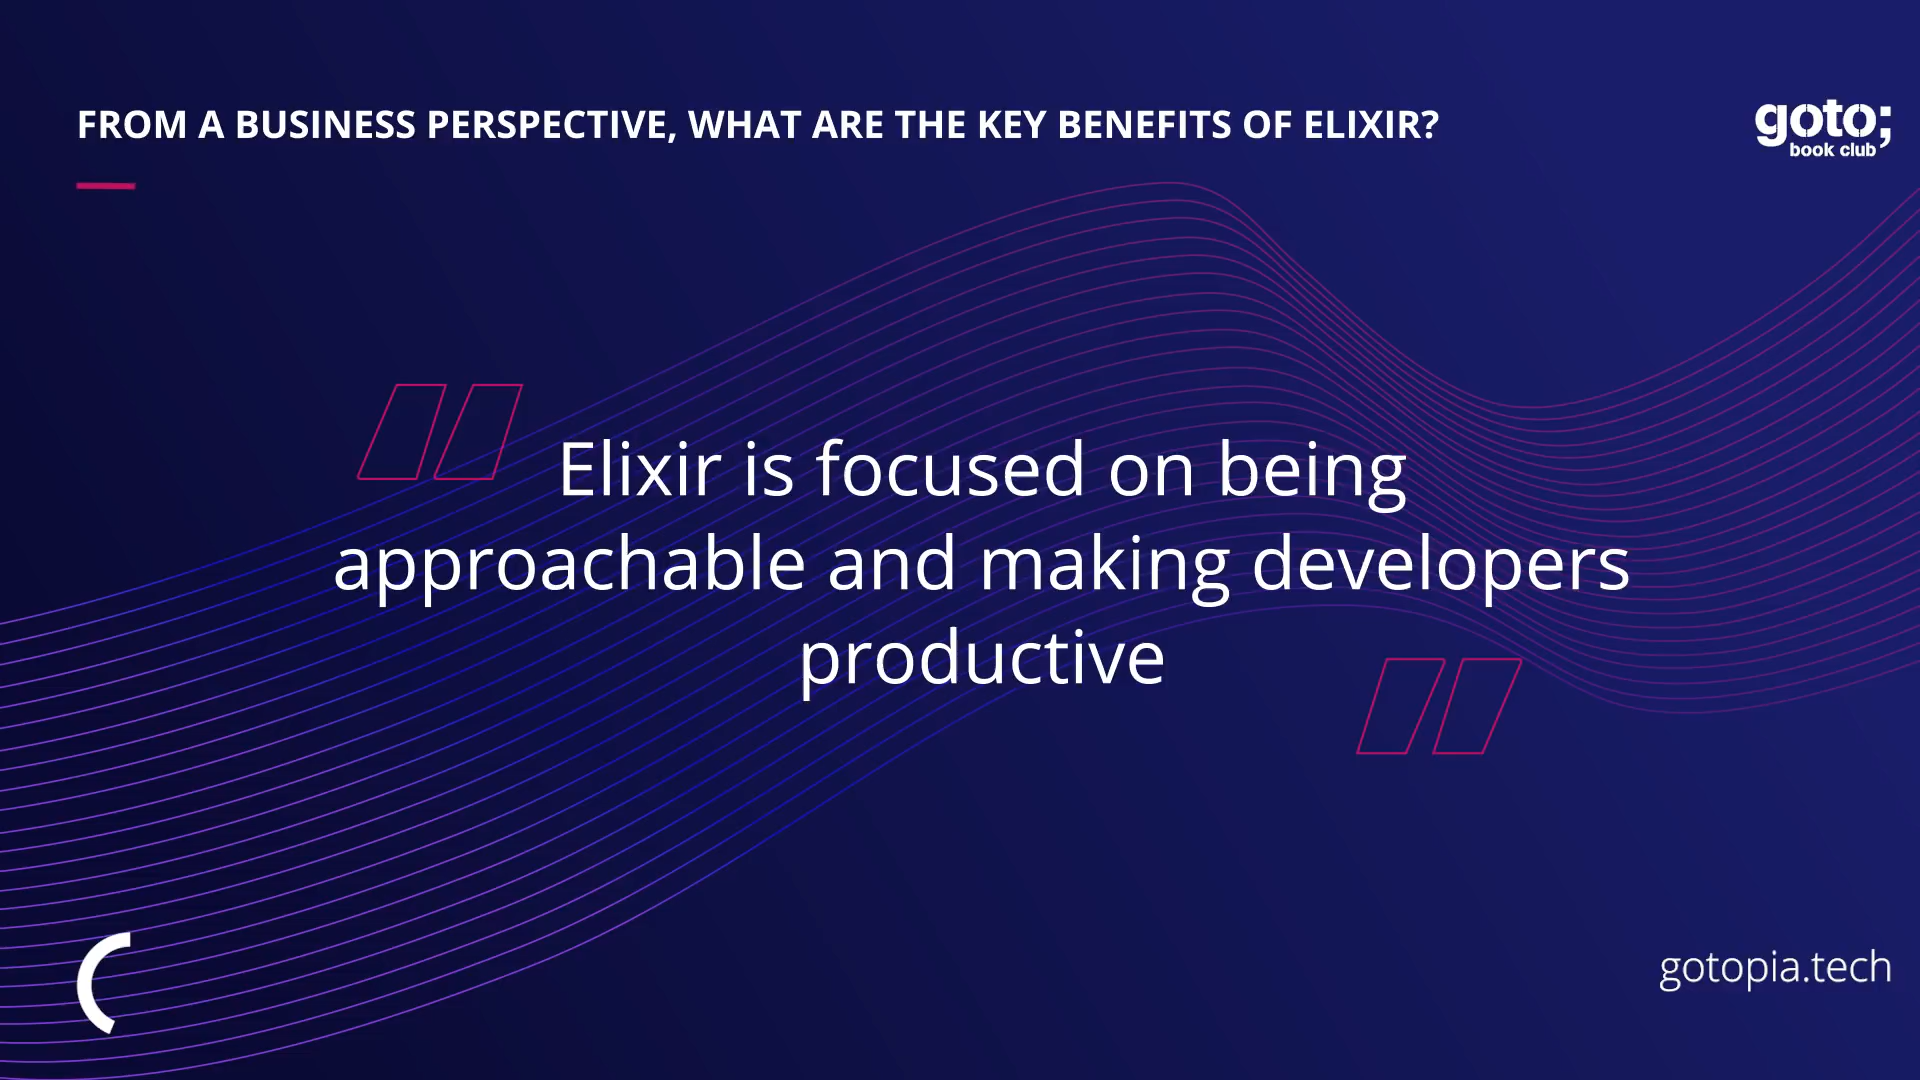 FROM A BUSINESS PERSPECTIVE, WHAT ARE THE KEY BENEFITS OF ELIXIR?
goto;
book club
Elixir is focused on being
approachable and making developers
productive
gotopia.tech